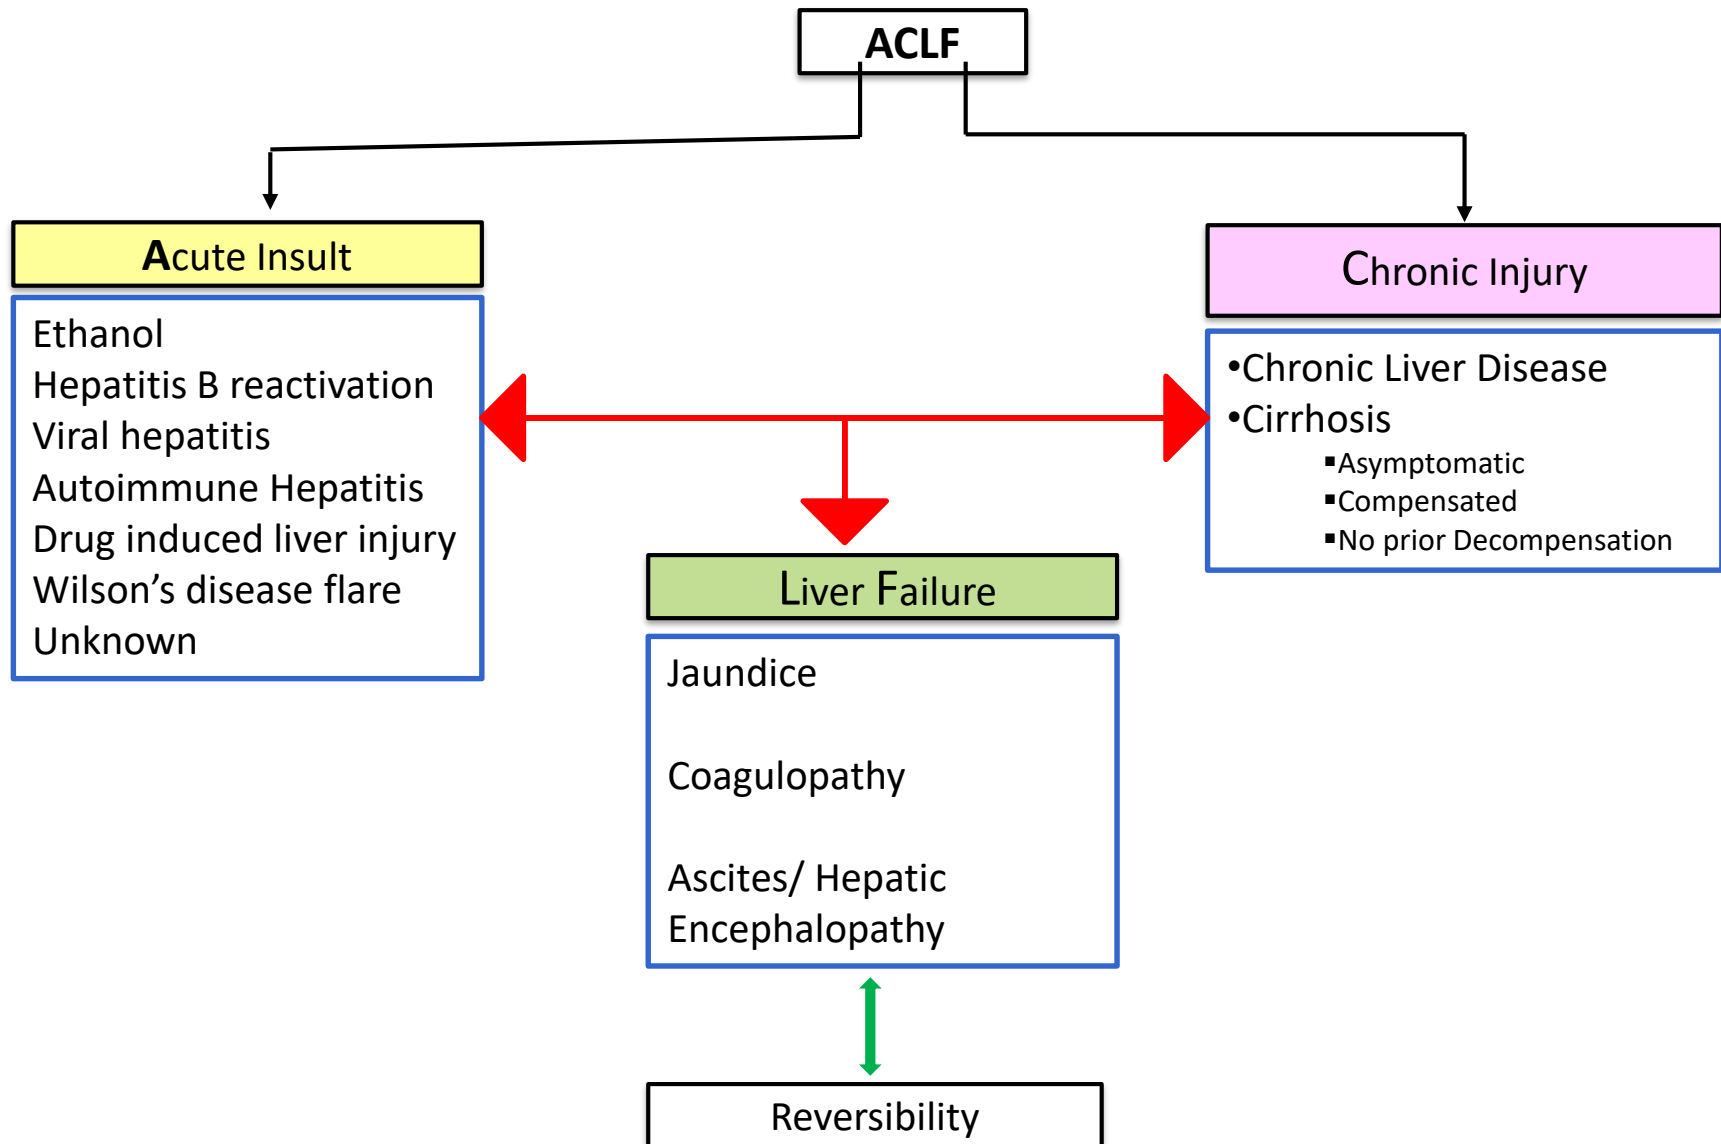 ACLF
Acute Insult
Ethanol
Hepatitis B reactivation
Viral hepatitis
Autoimmune Hepatitis
Drug induced liver injury
Wilson’s disease flare
Unknown
Chronic Injury
•Chronic Liver Disease
•Cirrhosis
▪Asymptomatic
▪Compensated
▪No prior Decompensation
Liver Failure
Jaundice
Coagulopathy
Ascites/ Hepatic
Encephalopathy
Reversibility